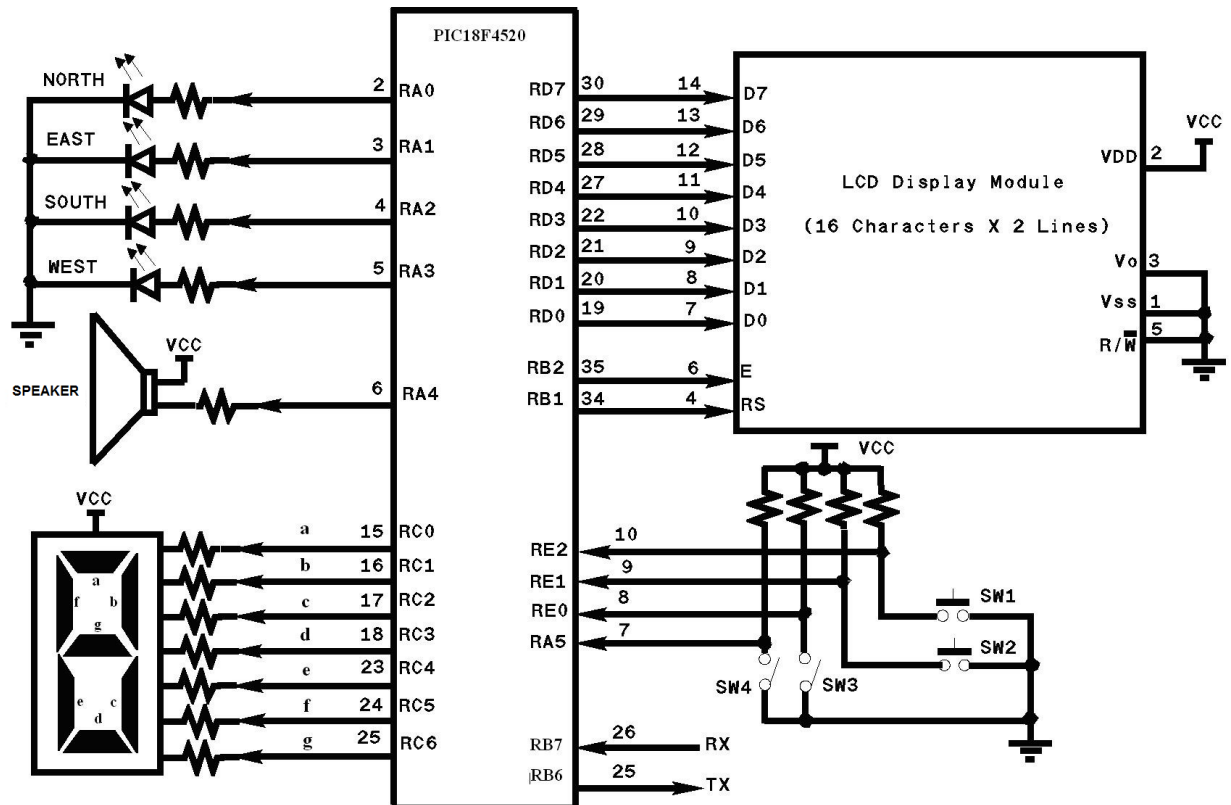 PIC18F4520
NORTH
2 RA0
EAST
3 RA1
SOUTH
4 RA2
WEST
5 RA3
VCC
SPEAKER
6 RA4
VCC
a 15 RC0
b 16 RC1
c 17 RC2
d 18 RC3
e 23 RC4
f 24 RC5
g 25 RC6
a
f b
g
e c
d
RD7 30 14 D7
RD6 29 13 D6
RD5 28 12 D5
RD4 27 11 D4
RD3 22 10 D3
RD2 21 9 D2
RD1 20 8 D1
RD0 19 7 D0
RB2 35 6 E
RB1 34 4 RS
LCD Display Module
(16 Characters X 2 Lines)
VCC
VDD 2
Vo 3
Vss 1
R/W̅ 5
VCC
RE2 10
RE1 9
RE0 8
RA5 7
SW1
SW2
SW4 SW3
RB7 26 RX
RB6 25 TX